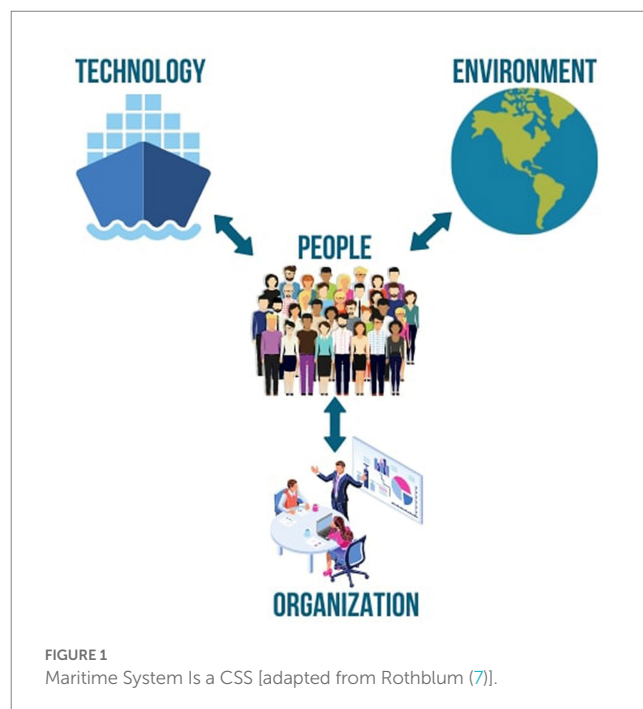 TECHNOLOGY
ENVIRONMENT
PEOPLE
ORGANIZATION
FIGURE 1
Maritime System Is a CSS [adapted from Rothblum (7)].